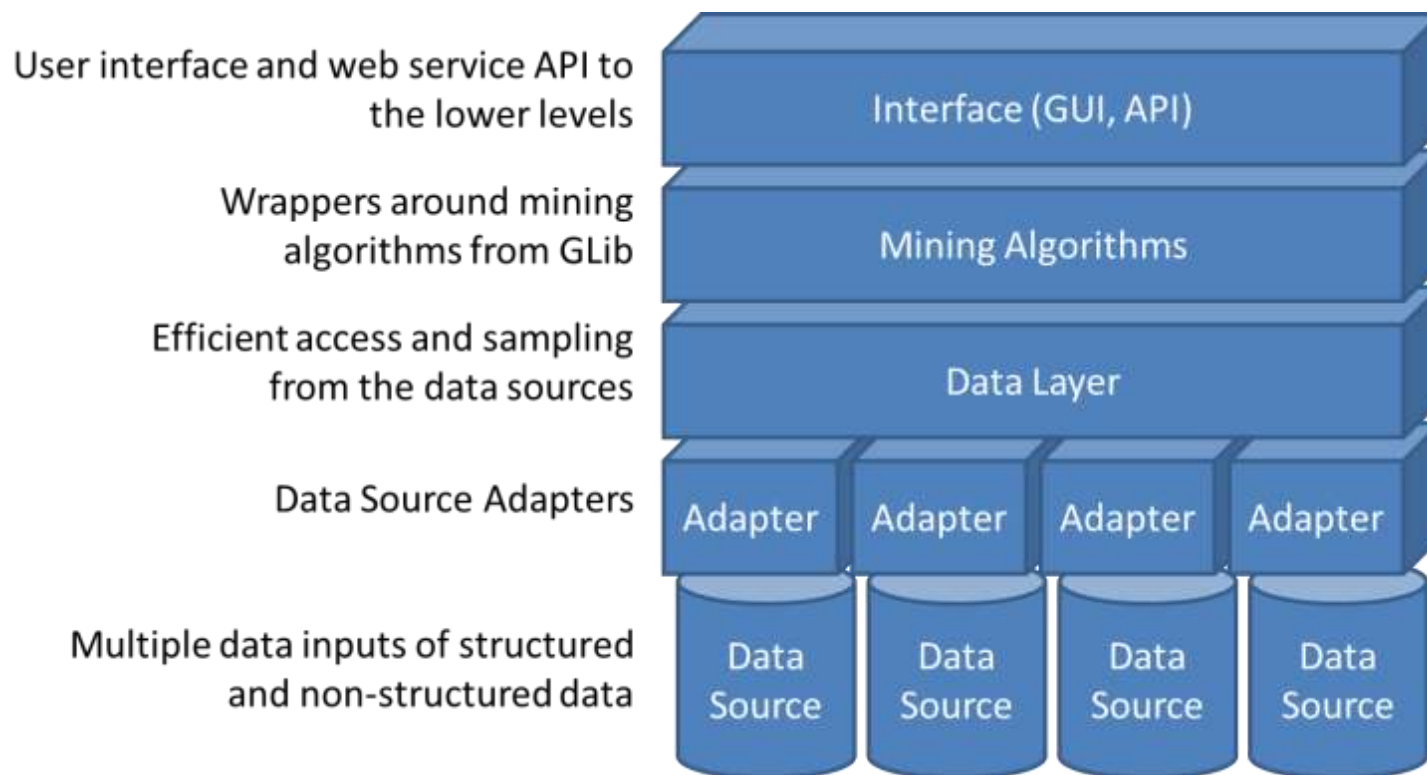 User interface and web service API to
the lower levels
Interface (GUI, API)
Wrappers around mining
algorithms from GLib
Mining Algorithms
Efficient access and sampling
from the data sources
Data Layer
Data Source Adapters
Adapter Adapter Adapter Adapter
Multiple data inputs of structured
and non-structured data
Data Source
Data Source
Data Source
Data Source